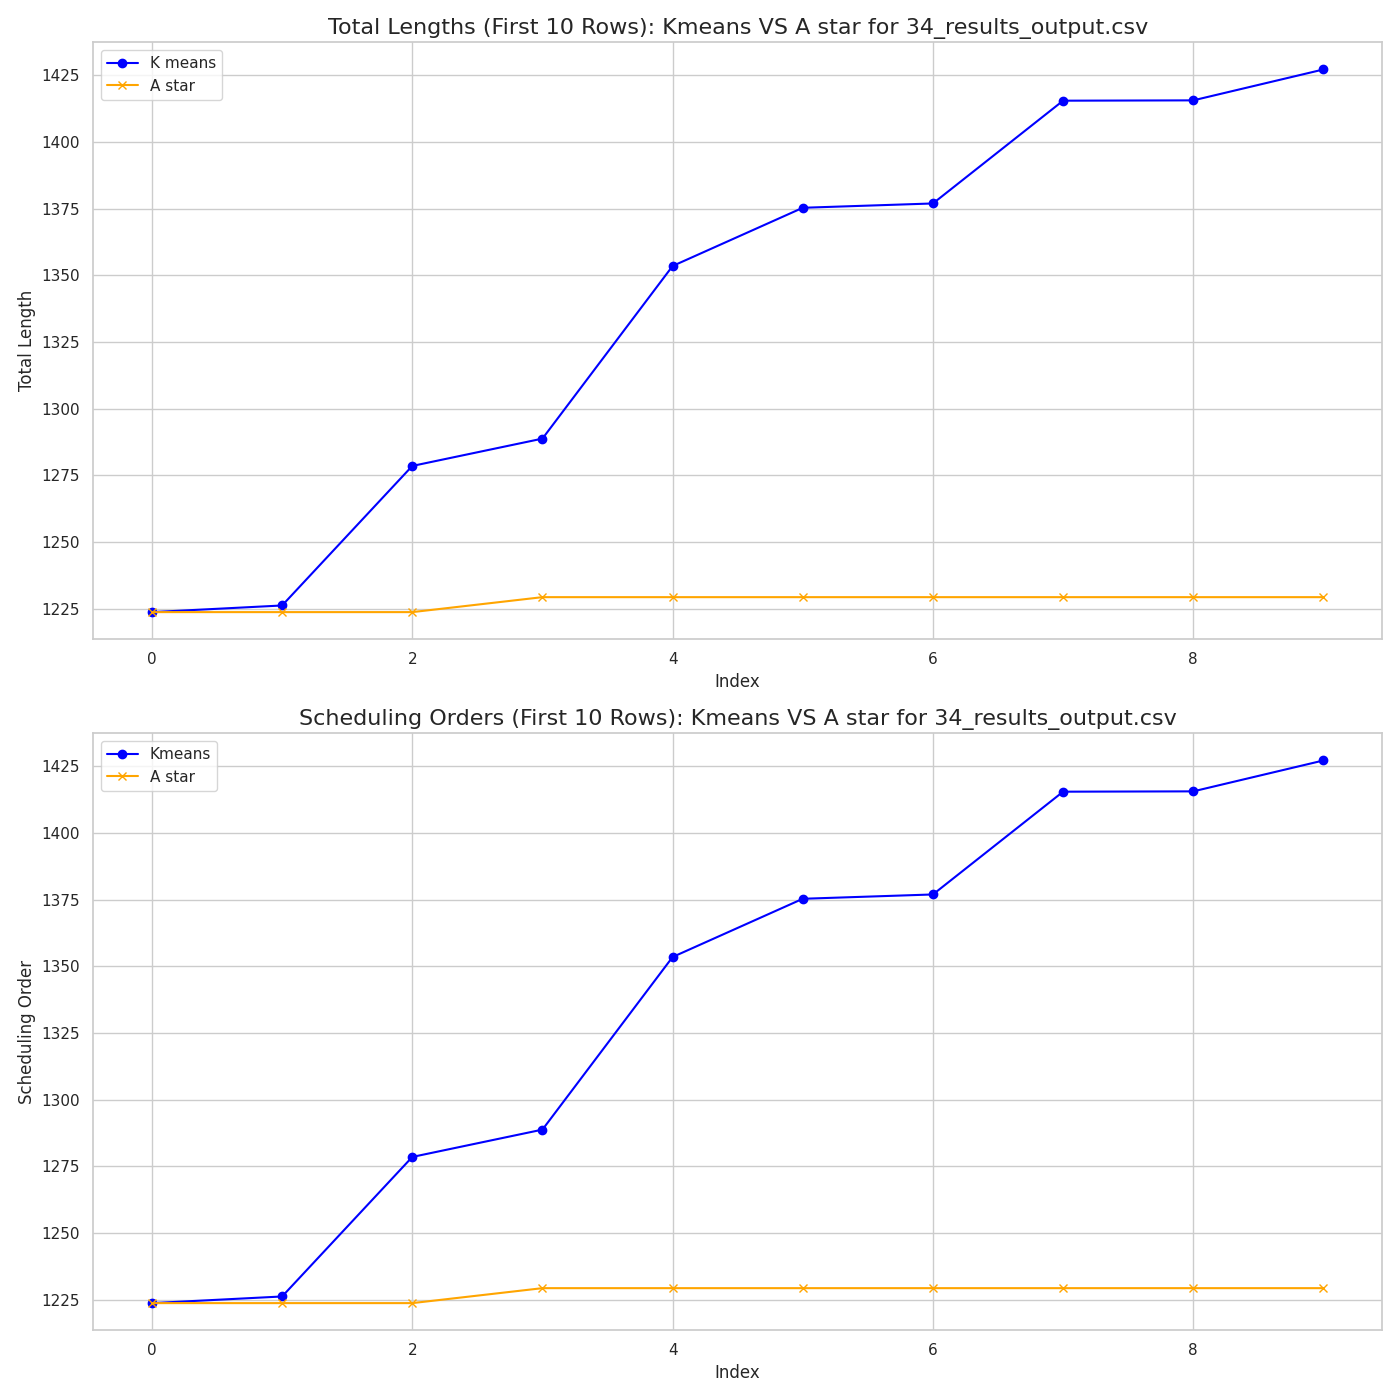 Total Lengths (First 10 Rows): Kmeans VS A star for 34_results_output.csv
K means
A star
1425
1400
1375
1350
1325
1300
1275
1250
1225
Total Length
0 2 4 6 8
Index
Scheduling Orders (First 10 Rows): Kmeans VS A star for 34_results_output.csv
Kmeans
A star
1425
1400
1375
1350
1325
1300
1275
1250
1225
Scheduling Order
0 2 4 6 8
Index